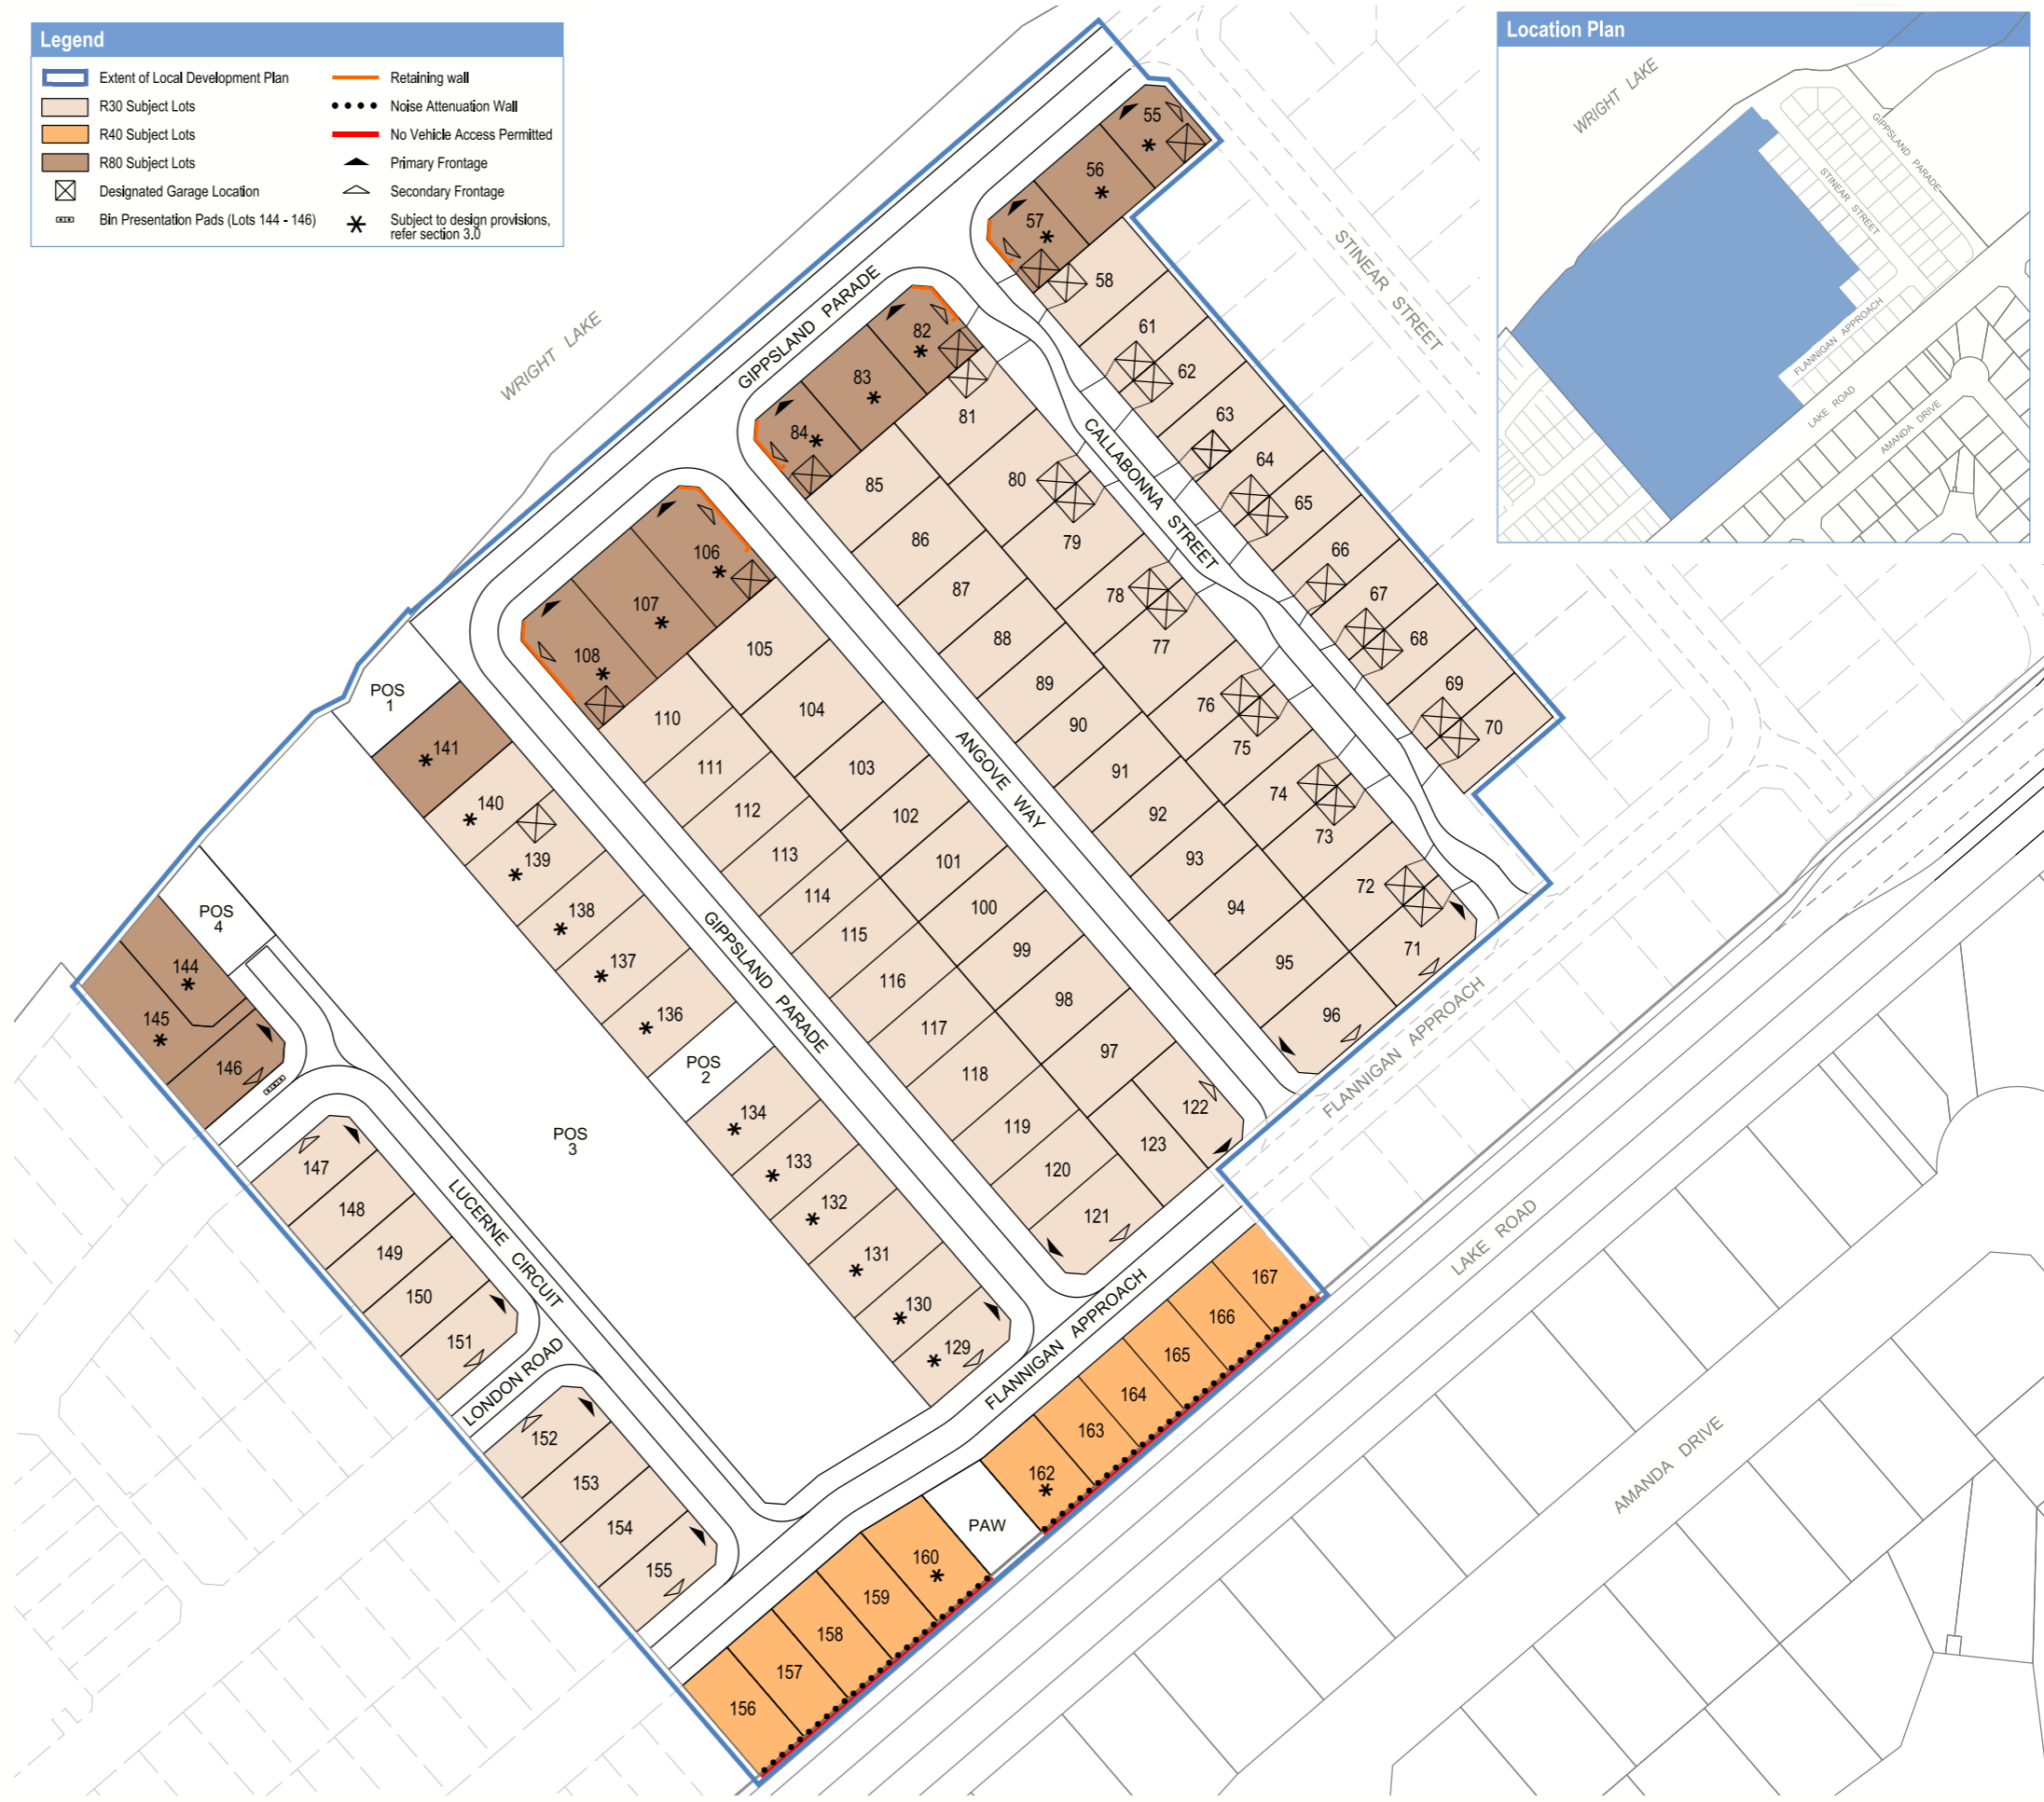 Legend
Extent of Local Development Plan
R30 Subject Lots
R40 Subject Lots
R80 Subject Lots
Designated Garage Location
Bin Presentation Pads (Lots 144 - 146)
Retaining wall
Noise Attenuation Wall
No Vehicle Access Permitted
Primary Frontage
Secondary Frontage
Subject to design provisions,
refer section 3.0
Location Plan
WRIGHT LAKE
GIPPSLAND PARADE
STINEAR STREET
FLANNIGAN APPROACH
LAKE ROAD
AMANDA DRIVE
WRIGHT LAKE
GIPPSLAND PARADE
STINEAR STREET
CALLABONNA STREET
ANGOVE WAY
GIPPSLAND PARADE
LUCERNE CIRCUIT
LONDON ROAD
FLANNIGAN APPROACH
FLANNIGAN APPROACH
LAKE ROAD
AMANDA DRIVE
55
56
57
58
61
62
63
64
65
66
67
68
69
70
82
83
84
81
80
79
78
77
76
75
74
73
72
71
85
86
87
88
89
90
91
92
93
94
95
96
106
107
108
105
104
103
102
101
100
99
98
97
122
123
110
111
112
113
114
115
116
117
118
119
120
121
POS
1
141
140
139
138
137
136
POS
2
134
133
132
131
130
129
POS
3
POS
4
144
145
146
147
148
149
150
151
152
153
154
155
156
157
158
159
160
PAW
162
163
164
165
166
167